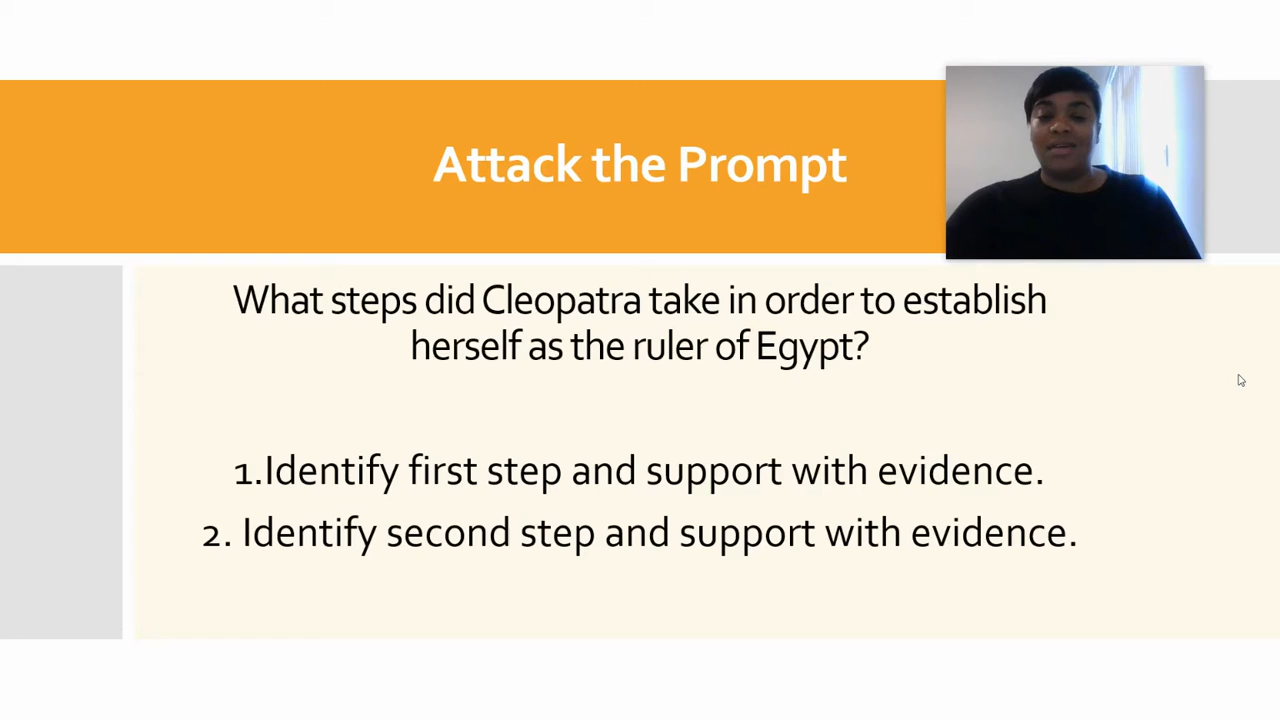 Attack the Prompt
What steps did Cleopatra take in order to establish
herself as the ruler of Egypt?
1.Identify first step and support with evidence.
2. Identify second step and support with evidence.